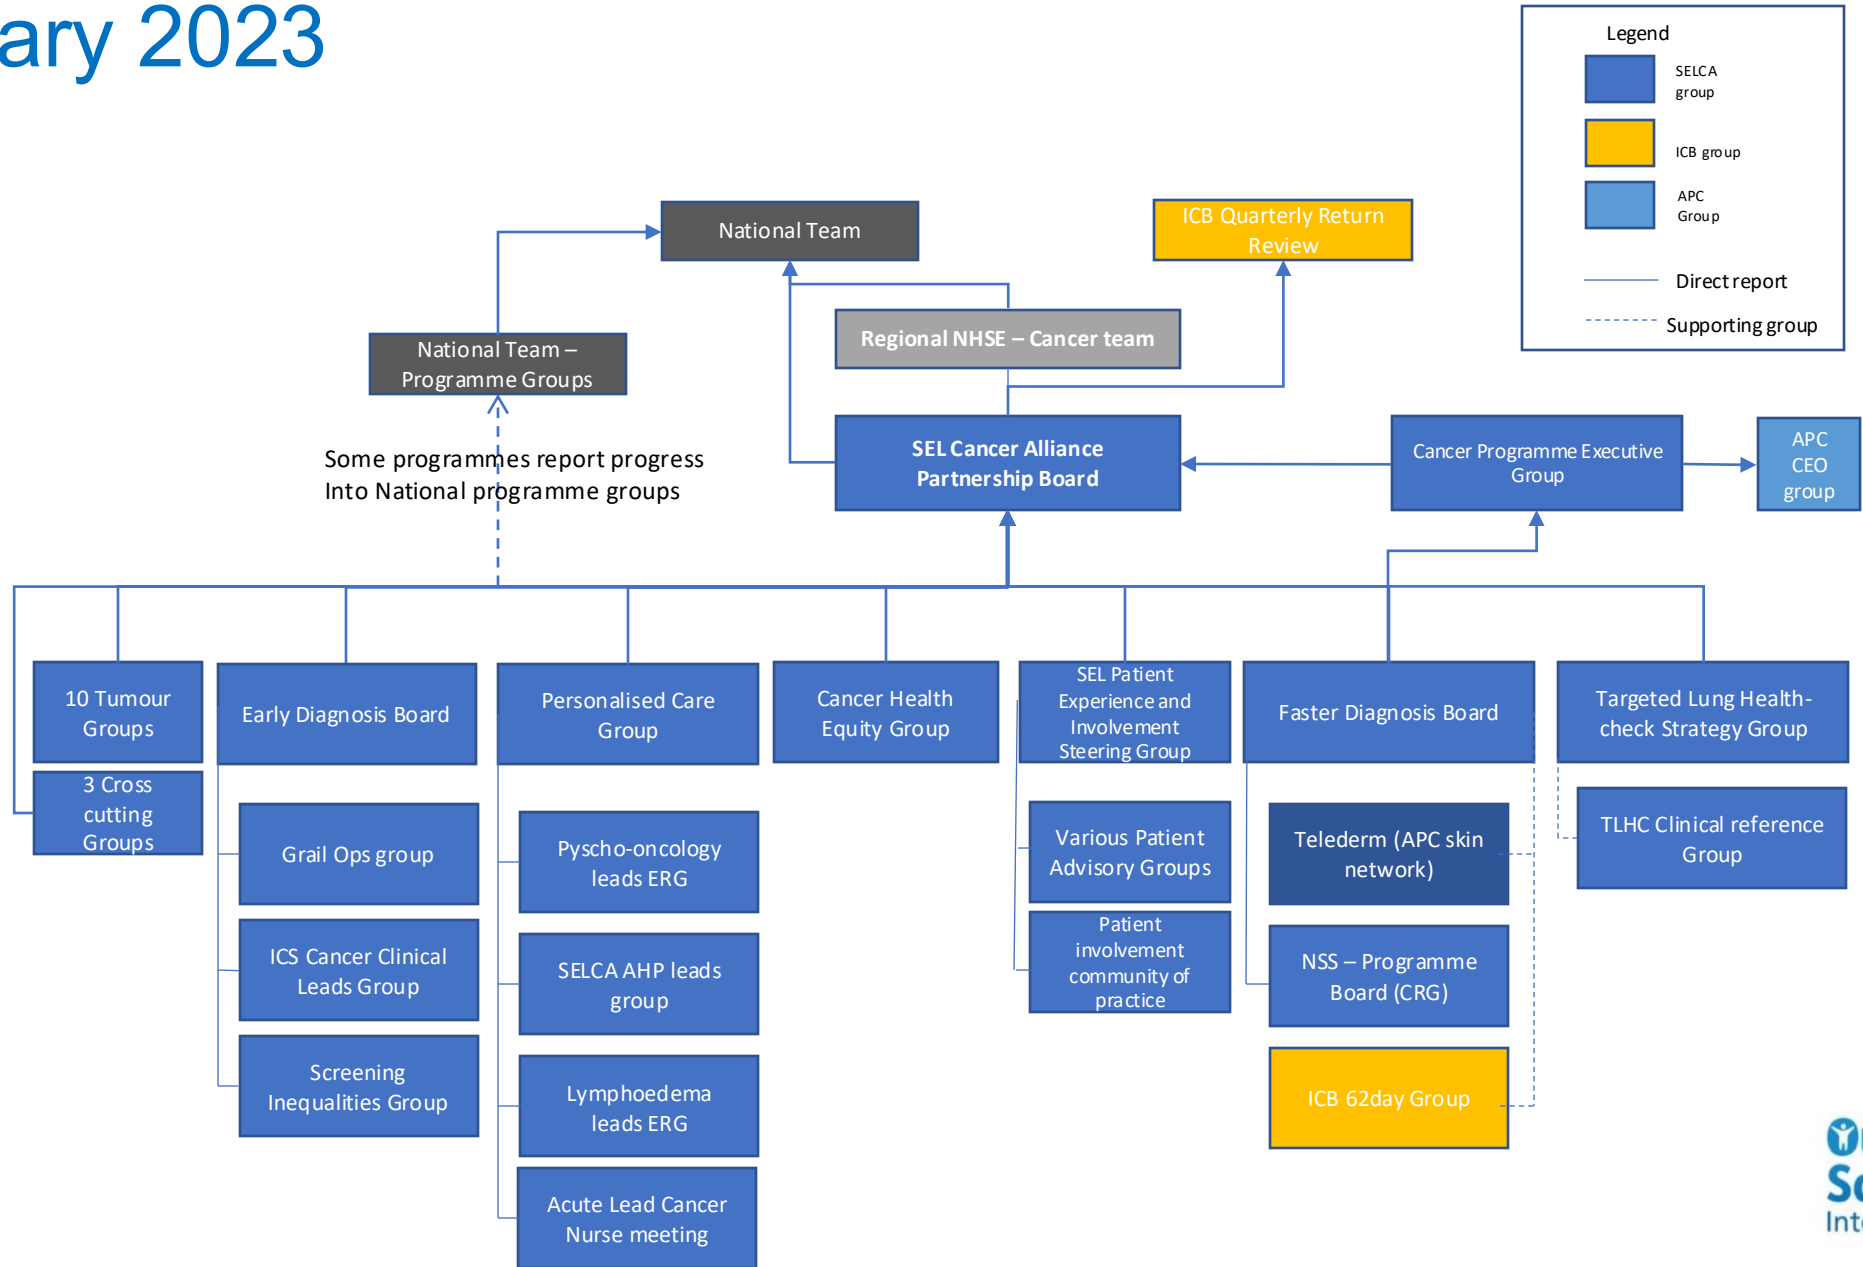 ary 2023
Legend
SELCA
group
ICB group
APC
Group
Direct report
Supporting group
National Team
ICB Quarterly Return
Review
Regional NHSE – Cancer team
National Team –
Programme Groups
SEL Cancer Alliance
Partnership Board
Cancer Programme Executive
Group
APC
CEO
group
Some programmes report progress
Into National programme groups
10 Tumour
Groups
Early Diagnosis Board
Personalised Care
Group
Cancer Health
Equity Group
SEL Patient
Experience and
Involvement
Steering Group
Faster Diagnosis Board
Targeted Lung Health-
check Strategy Group
3 Cross
cutting
Groups
Grail Ops group
Pyscho-oncology
leads ERG
Various Patient
Advisory Groups
Telederm (APC skin
network)
TLHC Clinical reference
Group
ICS Cancer Clinical
Leads Group
SELCA AHP leads
group
Patient
involvement
community of
practice
NSS – Programme
Board (CRG)
Screening
Inequalities Group
Lymphoedema
leads ERG
ICB 62day Group
Acute Lead Cancer
Nurse meeting